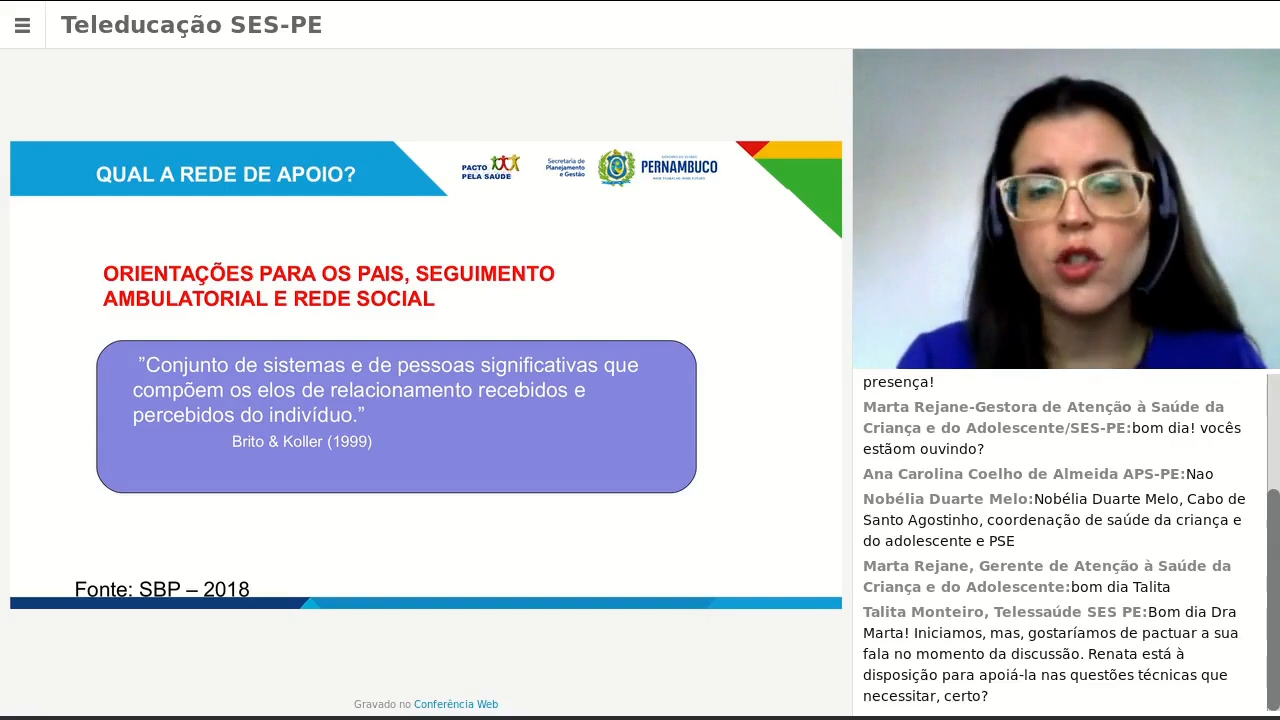 Teleducação SES-PE
QUAL A REDE DE APOIO?
PACTO
PELA SAÚDE
Secretaria de
Planejamento
e Gestão
PERNAMBUCO
ORIENTAÇÕES PARA OS PAIS, SEGUIMENTO
AMBULATORIAL E REDE SOCIAL
”Conjunto de sistemas e de pessoas significativas que
compõem os elos de relacionamento recebidos e
percebidos do indivíduo.”
Brito & Koller (1999)
Fonte: SBP – 2018
Gravado no Conferência Web
presença!
Marta Rejane-Gestora de Atenção à Saúde da
Criança e do Adolescente/SES-PE:bom dia! vocês
estãom ouvindo?
Ana Carolina Coelho de Almeida APS-PE:Nao
Nobélia Duarte Melo:Nobélia Duarte Melo, Cabo de
Santo Agostinho, coordenação de saúde da criança e
do adolescente e PSE
Marta Rejane, Gerente de Atenção à Saúde da
Criança e do Adolescente:bom dia Talita
Talita Monteiro, Telessaúde SES PE:Bom dia Dra
Marta! Iniciamos, mas, gostaríamos de pactuar a sua
fala no momento da discussão. Renata está à
disposição para apoiá-la nas questões técnicas que
necessitar, certo?